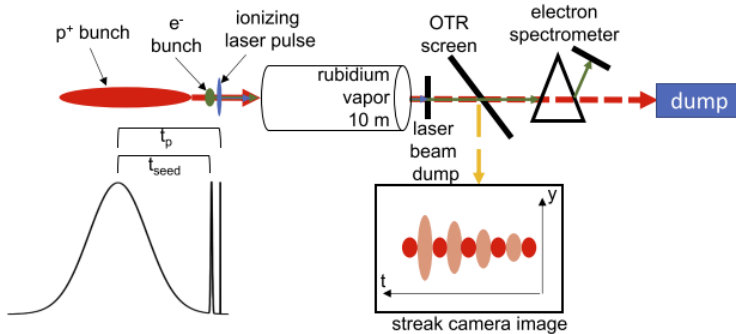 p⁺ bunch
e⁻
bunch
ionizing
laser pulse
OTR
screen
electron
spectrometer
rubidium
vapor
10 m
dump
laser
beam
dump
tₚ
t_seed
y
t
streak camera image